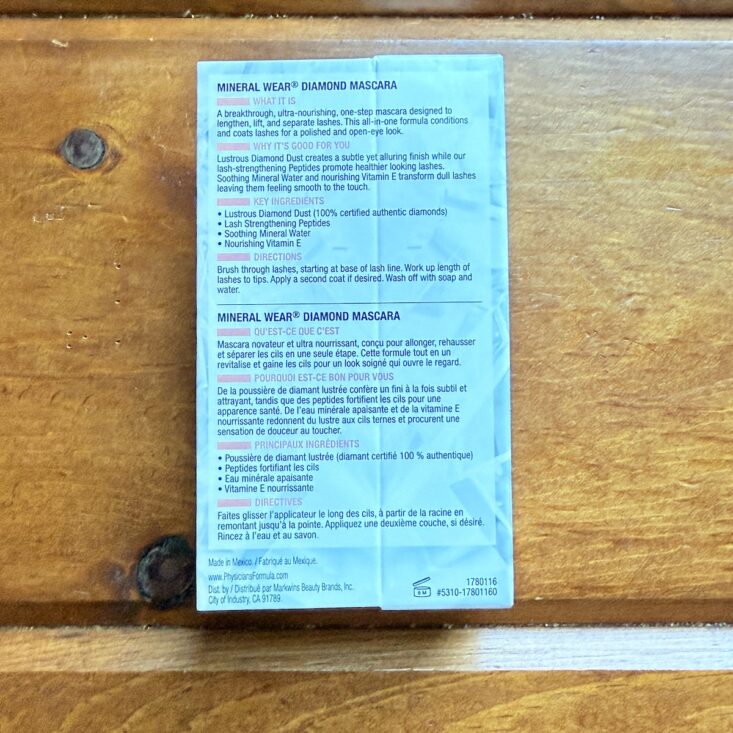 MINERAL WEAR® DIAMOND MASCARA
WHAT IT IS
A breakthrough, ultra-nourishing, one-step mascara designed to
lengthen, lift, and separate lashes. This all-in-one formula conditions
and coats lashes for a polished and open-eye look.
WHY IT'S GOOD FOR YOU
Lustrous Diamond Dust creates a subtle yet alluring finish while our
lash-strengthening Peptides promote healthier looking lashes.
Soothing Mineral Water and nourishing Vitamin E transform dull lashes
leaving them feeling smooth to the touch.
KEY INGREDIENTS
• Lustrous Diamond Dust (100% certified authentic diamonds)
• Lash Strengthening Peptides
• Soothing Mineral Water
• Nourishing Vitamin E
DIRECTIONS
Brush through lashes, starting at base of lash line. Work up length of
lashes to tips. Apply a second coat if desired. Wash off with soap and
water.
MINERAL WEAR® DIAMOND MASCARA
QU'EST-CE QUE C'EST
Mascara novateur et ultra nourrissant, conçu pour allonger, rehausser
et séparer les cils en une seule étape. Cette formule tout en un
revitalise et gaine les cils pour un look soigné qui ouvre le regard.
POURQUOI EST-CE BON POUR VOUS
De la poussière de diamant lustrée confère un fini à la fois subtil et
attrayant, tandis que des peptides fortifient les cils pour une
apparence santé. De l'eau minérale apaisante et de la vitamine E
nourrissante redonnent du lustre aux cils ternes et procurent une
sensation de douceur au toucher.
PRINCIPAUX INGRÉDIENTS
• Poussière de diamant lustrée (diamant certifié 100 % authentique)
• Peptides fortifiant les cils
• Eau minérale apaisante
• Vitamine E nourrissante
DIRECTIVES
Faites glisser l'applicateur le long des cils, à partir de la racine en
remontant jusqu'à la pointe. Appliquez une deuxième couche, si désiré.
Rincez à l'eau et au savon.
Made in Mexico. / Fabriqué au Mexique.
www.PhysiciansFormula.com
Dist. by / Distribué par Markwins Beauty Brands, Inc.
City of Industry, CA 91789.
6 M
1780116
#5310-17801160